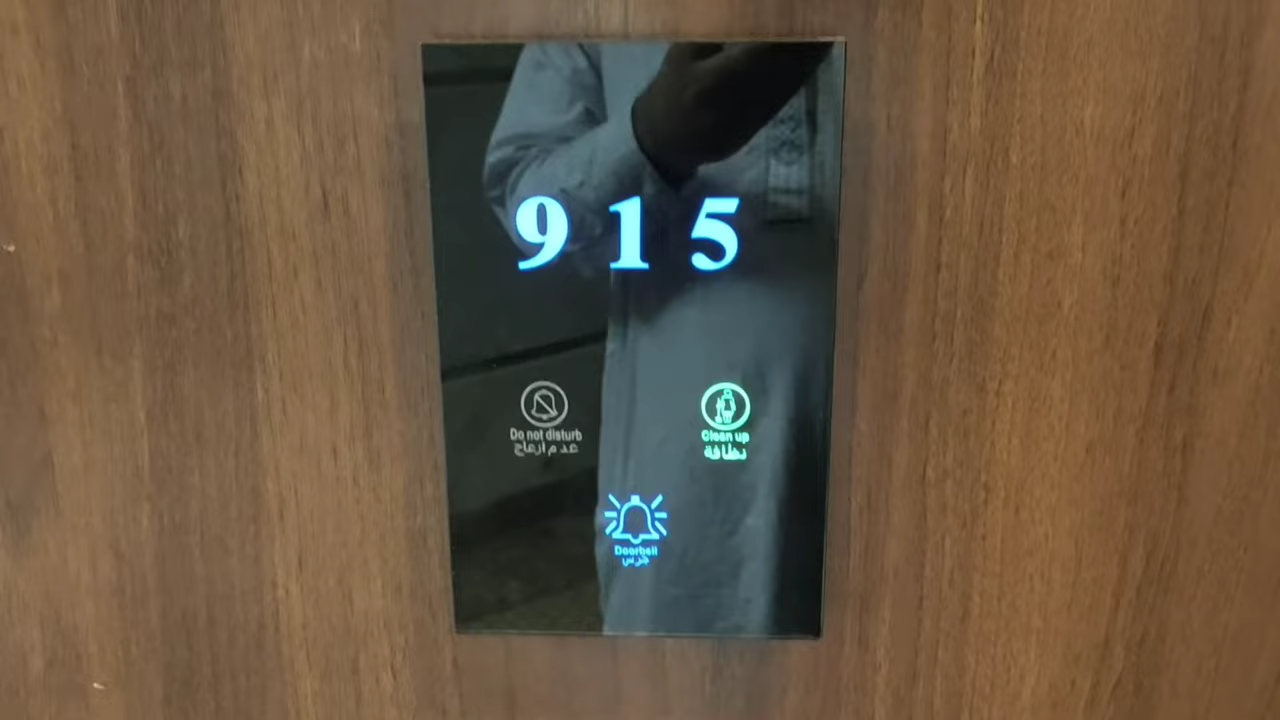 915
Do not disturb
عدم ازعاج
Clean up
نظافة
Doorbell
جرس